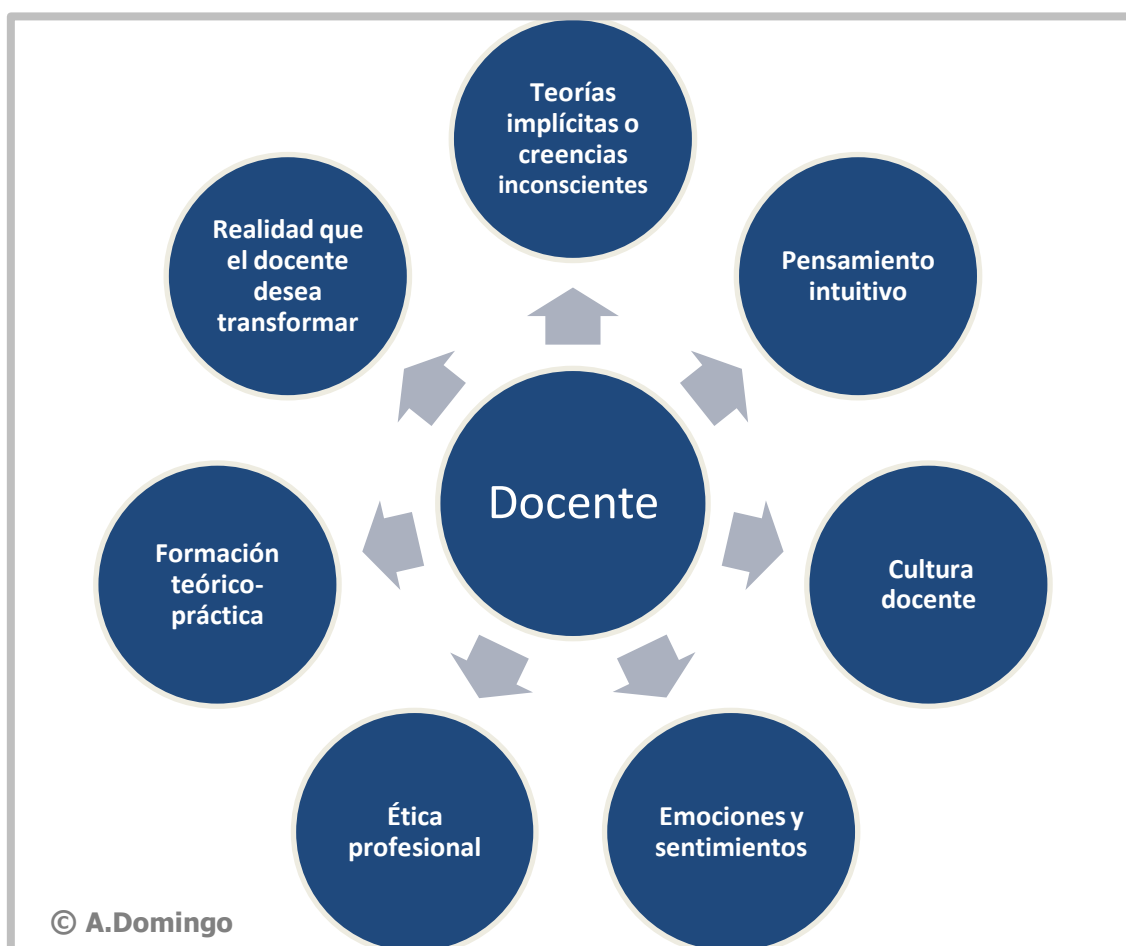 Teorías
implícitas o
creencias
inconscientes
Pensamiento
intuitivo
Cultura
docente
Emociones y
sentimientos
Ética
profesional
Formación
teórico-
práctica
Realidad que
el docente
desea
transformar
Docente
© A.Domingo